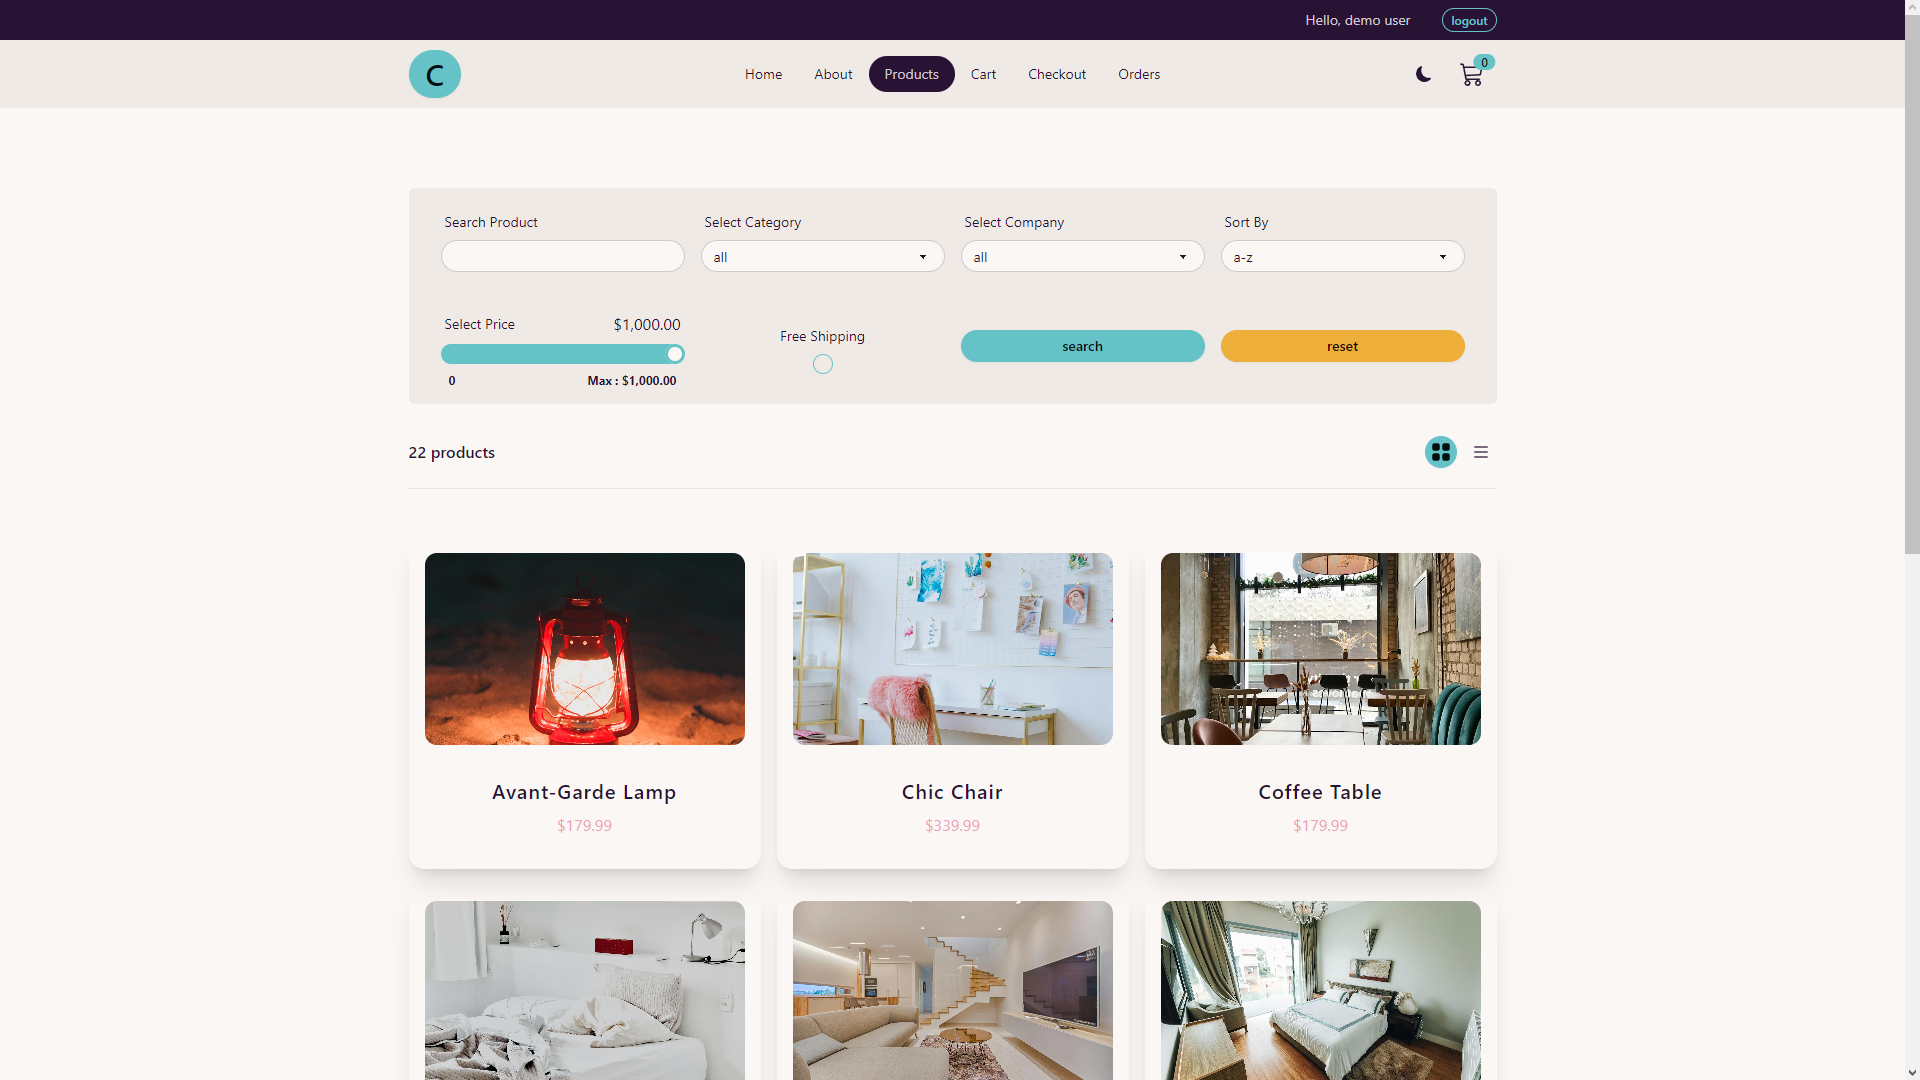 Hello, demo user
logout
C
Home
About
Products
Cart
Checkout
Orders
0
Search Product
Select Category
Select Company
Sort By
all
all
a-z
Select Price
$1,000.00
Free Shipping
search
reset
0
Max : $1,000.00
22 products
Avant-Garde Lamp
Chic Chair
Coffee Table
$179.99
$339.99
$179.99